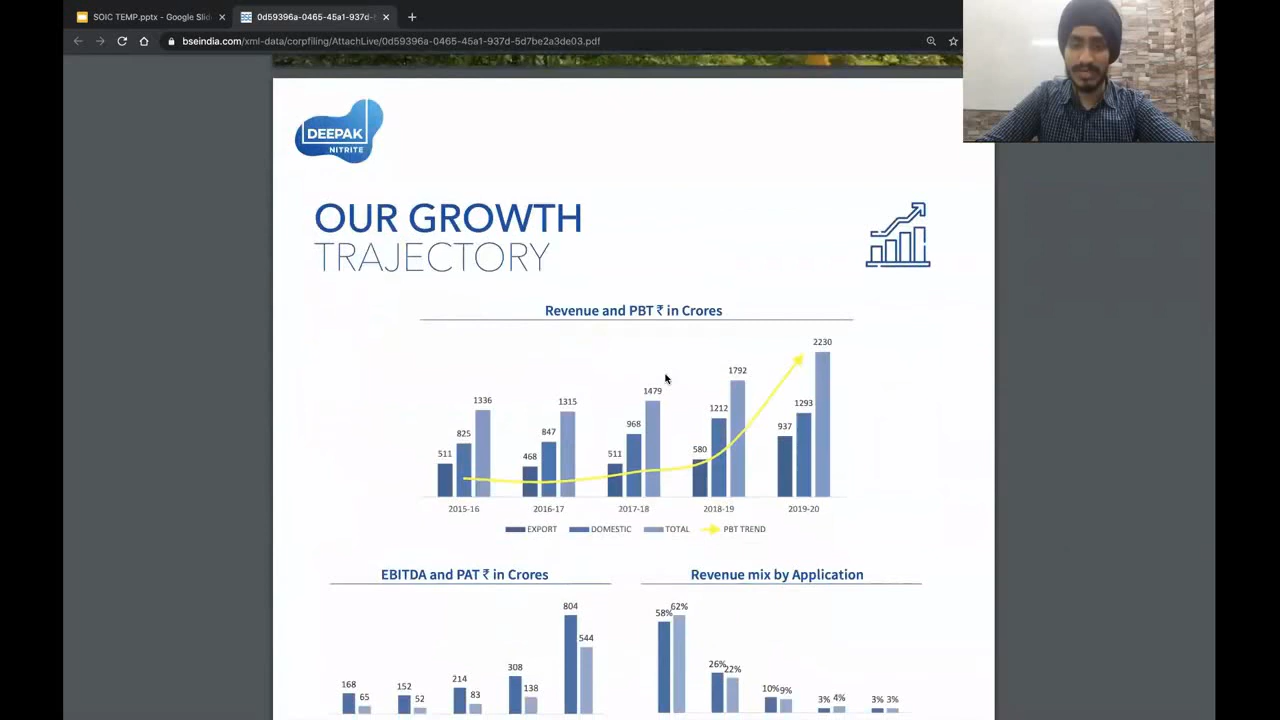 SOIC TEMP.pptx - Google Slid
0d59396a-0465-45a1-937d-
bseindia.com/xml-data/corpfiling/AttachLive/0d59396a-0465-45a1-937d-5d7be2a3de03.pdf
DEEPAK
NITRITE
OUR GROWTH
TRAJECTORY
Revenue and PBT ₹ in Crores
511 825 1336 468 847 1315 511 968 1479 580 1212 1792 937 1293 2230
2015-16 2016-17 2017-18 2018-19 2019-20
EXPORT DOMESTIC TOTAL PBT TREND
EBITDA and PAT ₹ in Crores
168 65 152 52 214 83 308 138 804 544
Revenue mix by Application
58% 62% 26% 22% 10% 9% 3% 4% 3% 3%